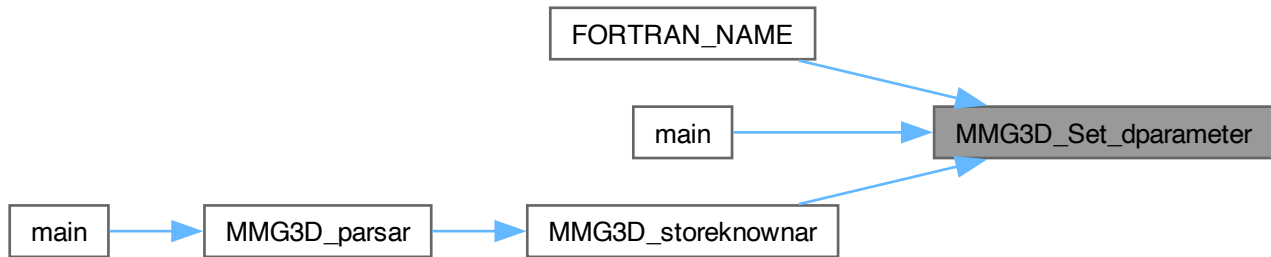 FORTRAN_NAME
main
MMG3D_Set_dparameter
main
MMG3D_parsar
MMG3D_storeknownar